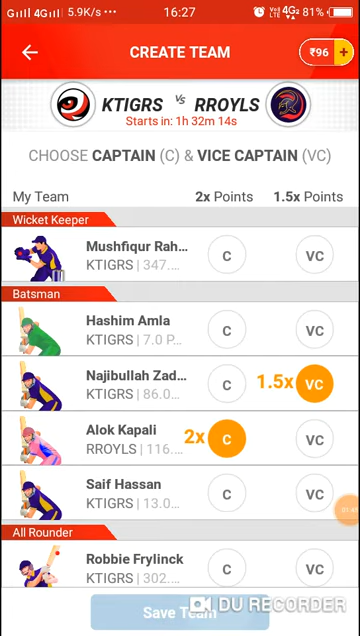 4G 5.9K/s ••• 16:27 VoD LTE 4G² 81%
CREATE TEAM ₹96 +
KTIGRS Vs RROYLS
Starts in: 1h 32m 14s
CHOOSE CAPTAIN (C) & VICE CAPTAIN (VC)
My Team 2x Points 1.5x Points
Wicket Keeper
Mushfiqur Rah...
KTIGRS | 347.... C VC
Batsman
Hashim Amla
KTIGRS | 7.0 P... C VC
Najibullah Zad...
KTIGRS | 86.0... C 1.5x VC
Alok Kapali
RROYLS | 116.... 2x C VC
Saif Hassan
KTIGRS | 13.0... C VC
All Rounder
Robbie Frylinck
KTIGRS | 302.... C VC
Save Team
DU RECORDER